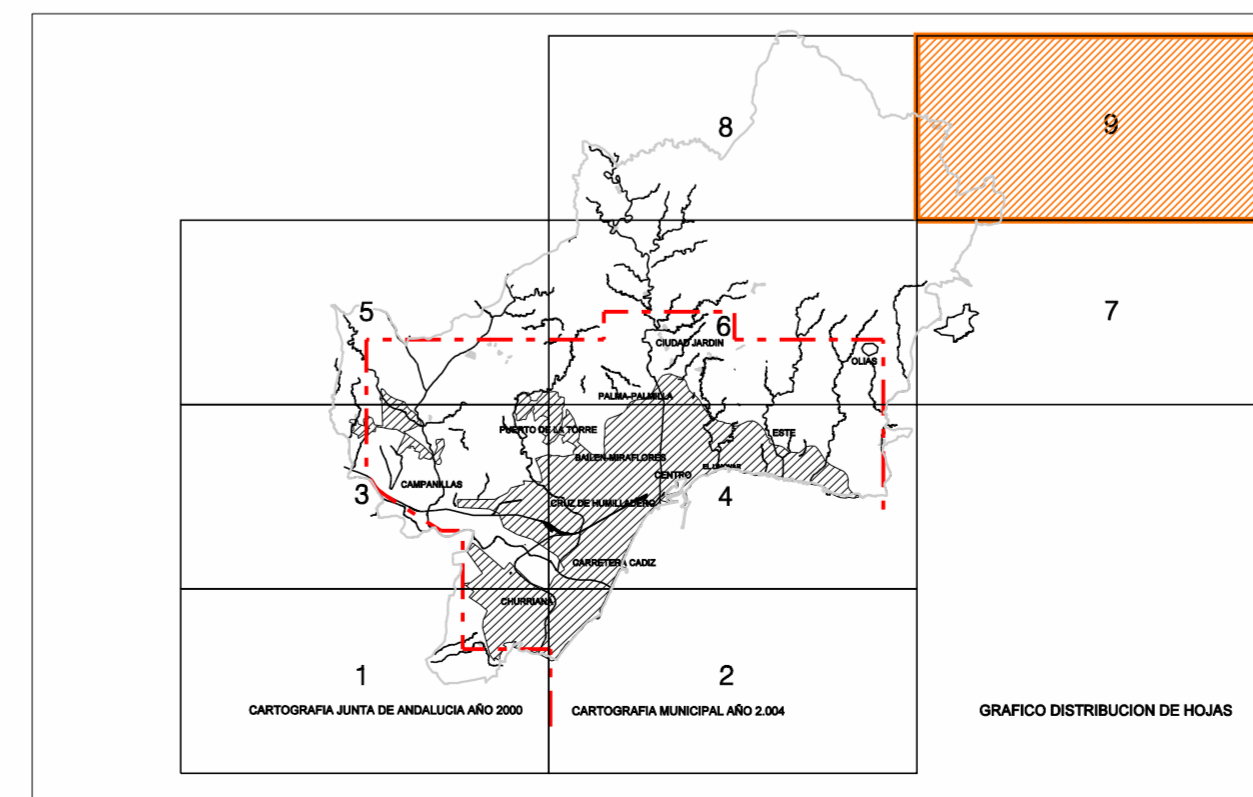 8
9
5
6
7
CIUDAD JARDIN
OLIAS
PALMA-PALMILLA
PUERTO DE LA TORRE
ESTE
BAILEN-MIRAFLORES
CENTRO
CAMPANILLAS
3
CRUZ DE HUMILLADERO
4
CARRETERA CADIZ
CHURRIANA
1
2
CARTOGRAFIA JUNTA DE ANDALUCIA AÑO 2000
CARTOGRAFIA MUNICIPAL AÑO 2.004
GRAFICO DISTRIBUCION DE HOJAS